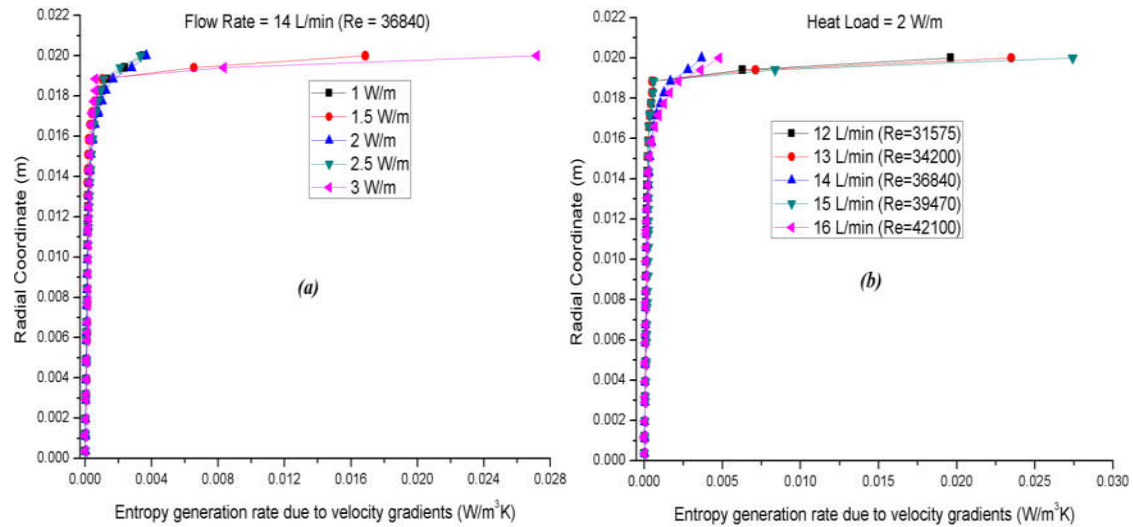 Flow Rate = 14 L/min (Re = 36840)
0.022
0.020
0.018
0.016
0.014
0.012
0.010
0.008
0.006
0.004
0.002
0.000
Radial Coordinate (m)
1 W/m
1.5 W/m
2 W/m
2.5 W/m
3 W/m
(a)
0.000 0.004 0.008 0.012 0.016 0.020 0.024 0.028
Entropy generation rate due to velocity gradients (W/m³K)
Heat Load = 2 W/m
0.022
0.020
0.018
0.016
0.014
0.012
0.010
0.008
0.006
0.004
0.002
0.000
Radial Coordinate (m)
12 L/min (Re=31575)
13 L/min (Re=34200)
14 L/min (Re=36840)
15 L/min (Re=39470)
16 L/min (Re=42100)
(b)
0.000 0.005 0.010 0.015 0.020 0.025 0.030
Entropy generation rate due to velocity gradients (W/m³K)